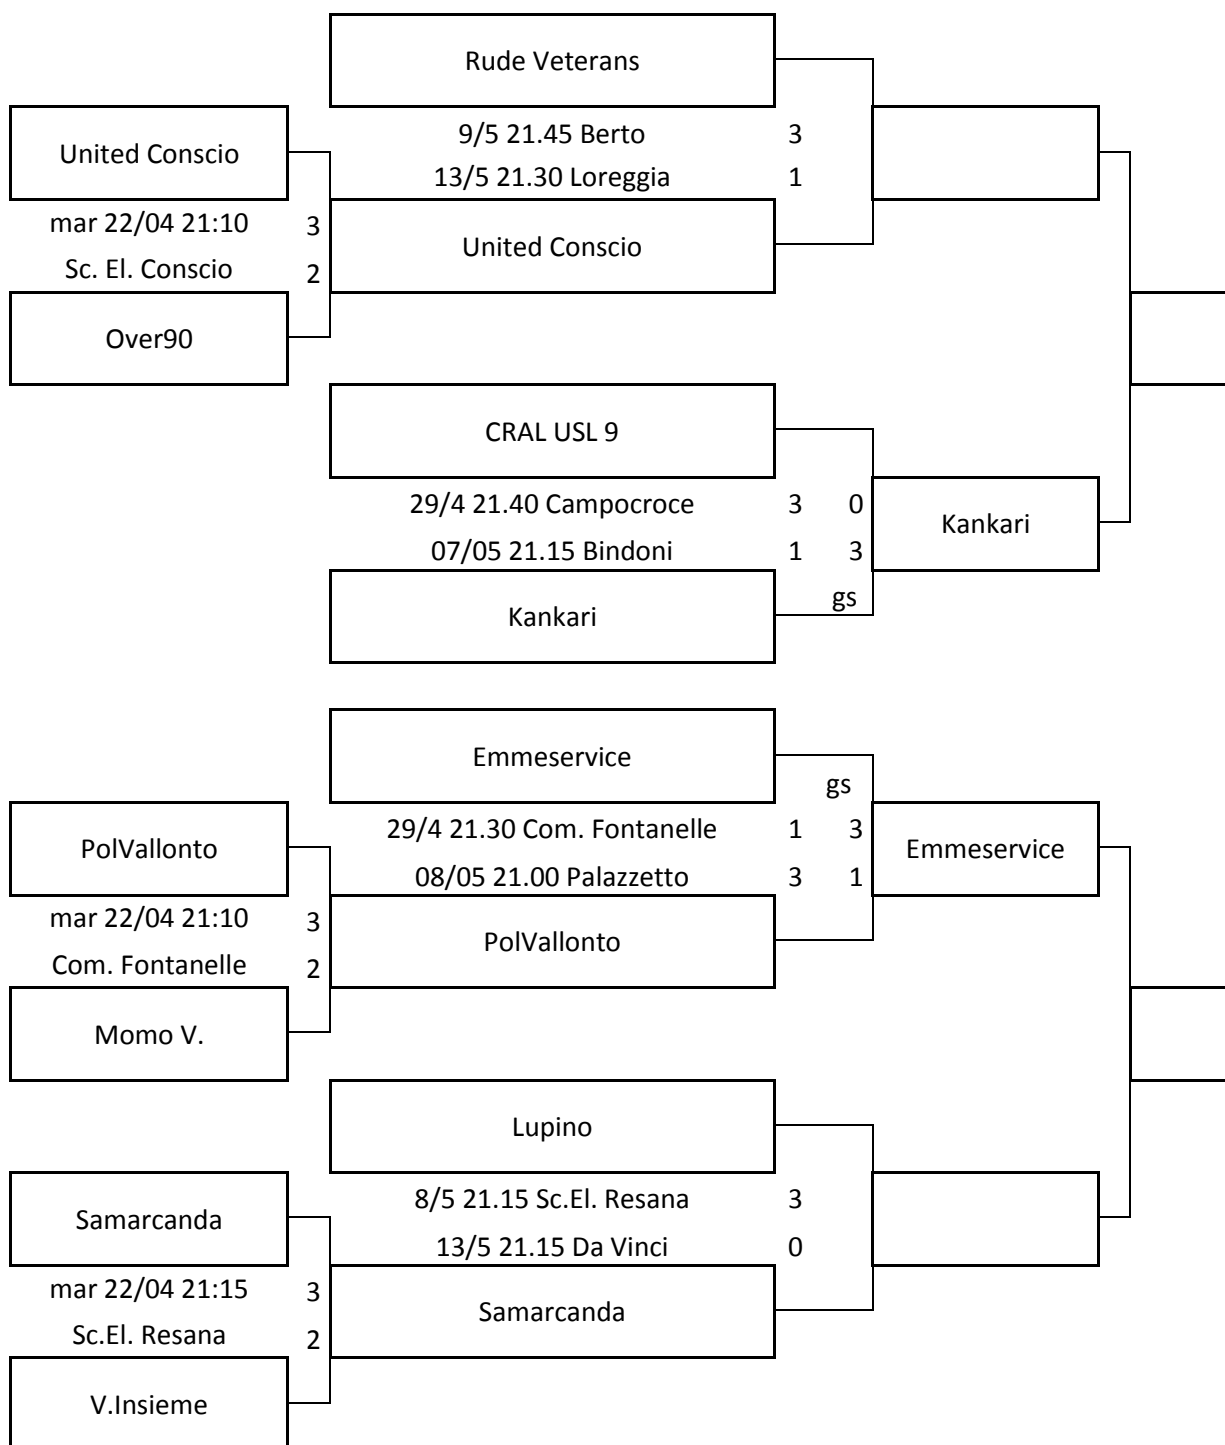 Rude Veterans
United Conscio
9/5 21.45 Berto 3
13/5 21.30 Loreggia 1
mar 22/04 21:10 3
Sc. El. Conscio 2
United Conscio
Over90
CRAL USL 9
29/4 21.40 Campocroce 3 0
Kankari
07/05 21.15 Bindoni 1 3
gs
Kankari
Emmeservice
gs
PolVallonto
29/4 21.30 Com. Fontanelle 1 3
Emmeservice
08/05 21.00 Palazzetto 3 1
mar 22/04 21:10 3
Com. Fontanelle 2
PolVallonto
Momo V.
Lupino
Samarcanda
8/5 21.15 Sc.El. Resana 3
13/5 21.15 Da Vinci 0
mar 22/04 21:15 3
Sc.El. Resana 2
Samarcanda
V.Insieme